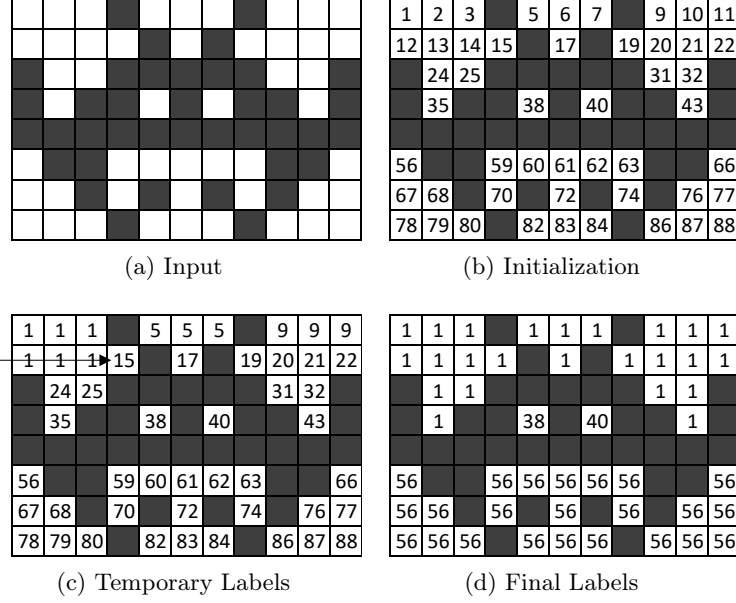 1 2 3 5 6 7 9 10 11
12 13 14 15 17 19 20 21 22
24 25 31 32
35 38 40 43
56 59 60 61 62 63 66
67 68 70 72 74 76 77
78 79 80 82 83 84 86 87 88
(a) Input
(b) Initialization
1 1 1 5 5 5 9 9 9
1 1 1 15 17 19 20 21 22
24 25 31 32
35 38 40 43
56 59 60 61 62 63 66
67 68 70 72 74 76 77
78 79 80 82 83 84 86 87 88
(c) Temporary Labels
1 1 1 1 1 1 1 1 1
1 1 1 1 1 1 1 1 1
1 1 1 1
1 38 40 1
56 56 56 56 56 56 56
56 56 56 56 56 56 56
56 56 56 56 56 56 56 56 56
(d) Final Labels